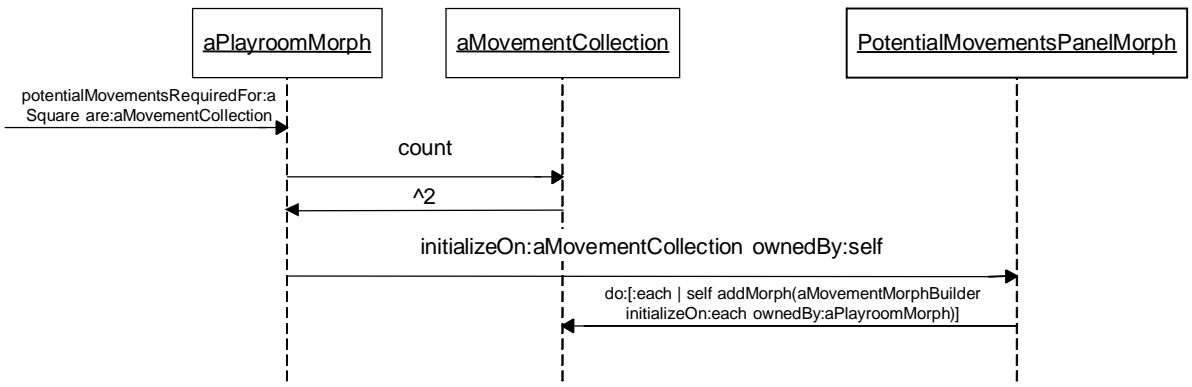 aPlayroomMorph
aMovementCollection
PotentialMovementsPanelMorph
potentialMovementsRequiredFor:a
Square are:aMovementCollection
count
^2
initializeOn:aMovementCollection ownedBy:self
do:[:each | self addMorph(aMovementMorphBuilder
initializeOn:each ownedBy:aPlayroomMorph)]